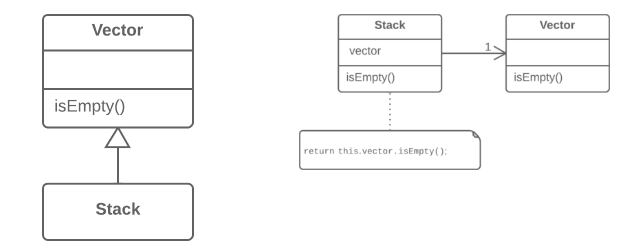 Vector
isEmpty()
Stack
Stack
vector
isEmpty()
1
Vector
isEmpty()
return this.vector.isEmpty();